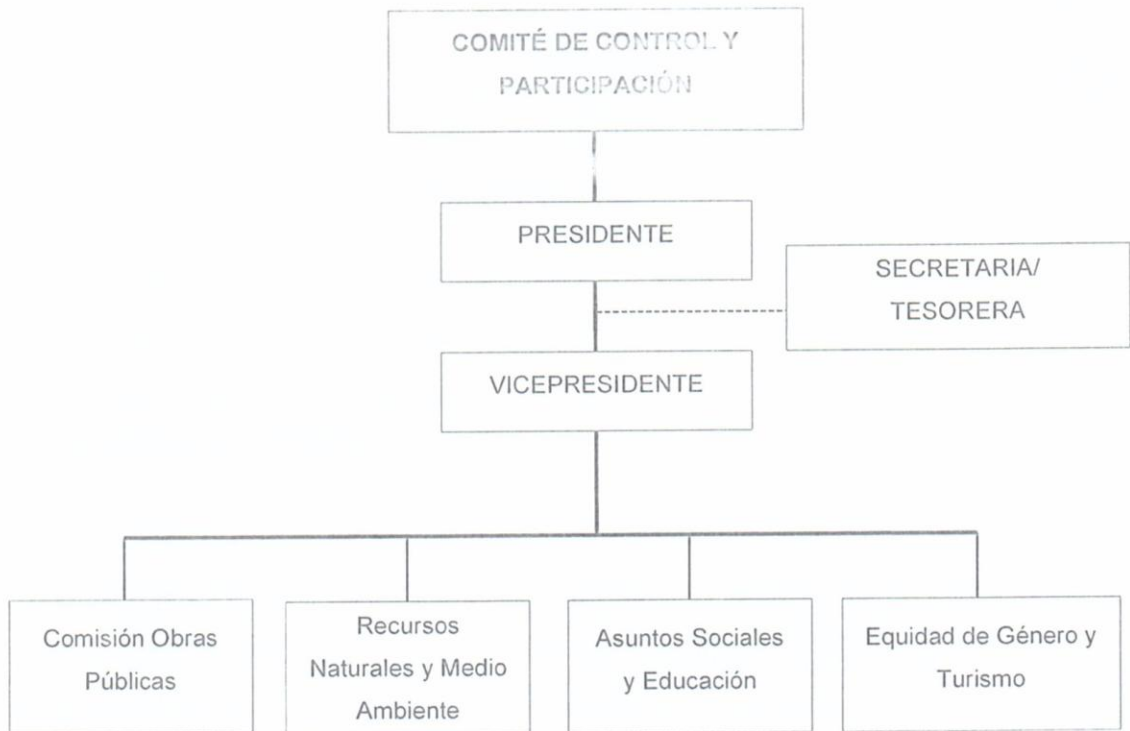 COMITÉ DE CONTROL Y
PARTICIPACIÓN
PRESIDENTE
SECRETARIA/
TESORERA
VICEPRESIDENTE
Comisión Obras
Públicas
Recursos
Naturales y Medio
Ambiente
Asuntos Sociales
y Educación
Equidad de Género y
Turismo